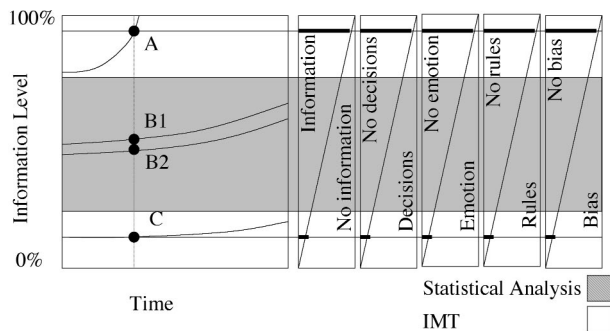 100%
Information Level
0%
A
B1
B2
C
Time
Information
No information
No decisions
Decisions
No emotion
Emotion
No rules
Rules
No bias
Bias
Statistical Analysis
IMT